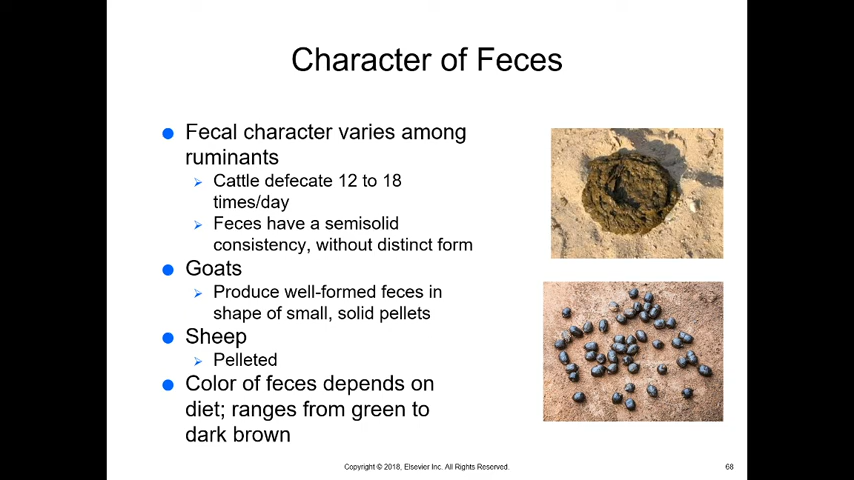 Character of Feces
Fecal character varies among
ruminants
Cattle defecate 12 to 18
times/day
Feces have a semisolid
consistency, without distinct form
Goats
Produce well-formed feces in
shape of small, solid pellets
Sheep
Pelleted
Color of feces depends on
diet; ranges from green to
dark brown
Copyright © 2018, Elsevier Inc. All Rights Reserved.
68